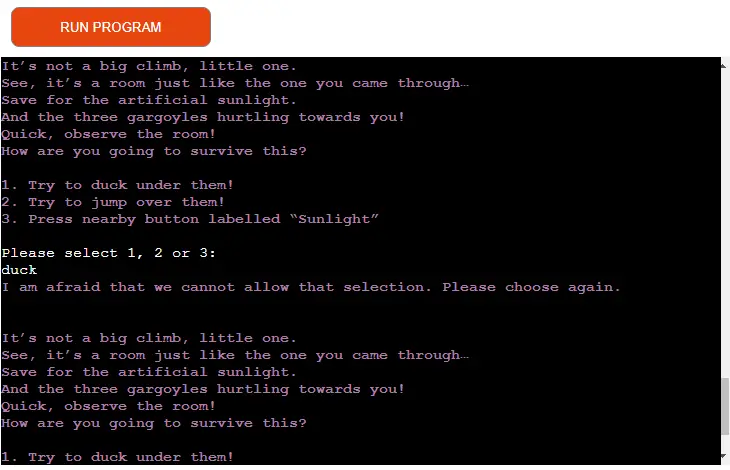 RUN PROGRAM
It’s not a big climb, little one.
See, it’s a room just like the one you came through…
Save for the artificial sunlight.
And the three gargoyles hurtling towards you!
Quick, observe the room!
How are you going to survive this?
1. Try to duck under them!
2. Try to jump over them!
3. Press nearby button labelled “Sunlight”
Please select 1, 2 or 3:
duck
I am afraid that we cannot allow that selection. Please choose again.
It’s not a big climb, little one.
See, it’s a room just like the one you came through…
Save for the artificial sunlight.
And the three gargoyles hurtling towards you!
Quick, observe the room!
How are you going to survive this?
1. Try to duck under them!